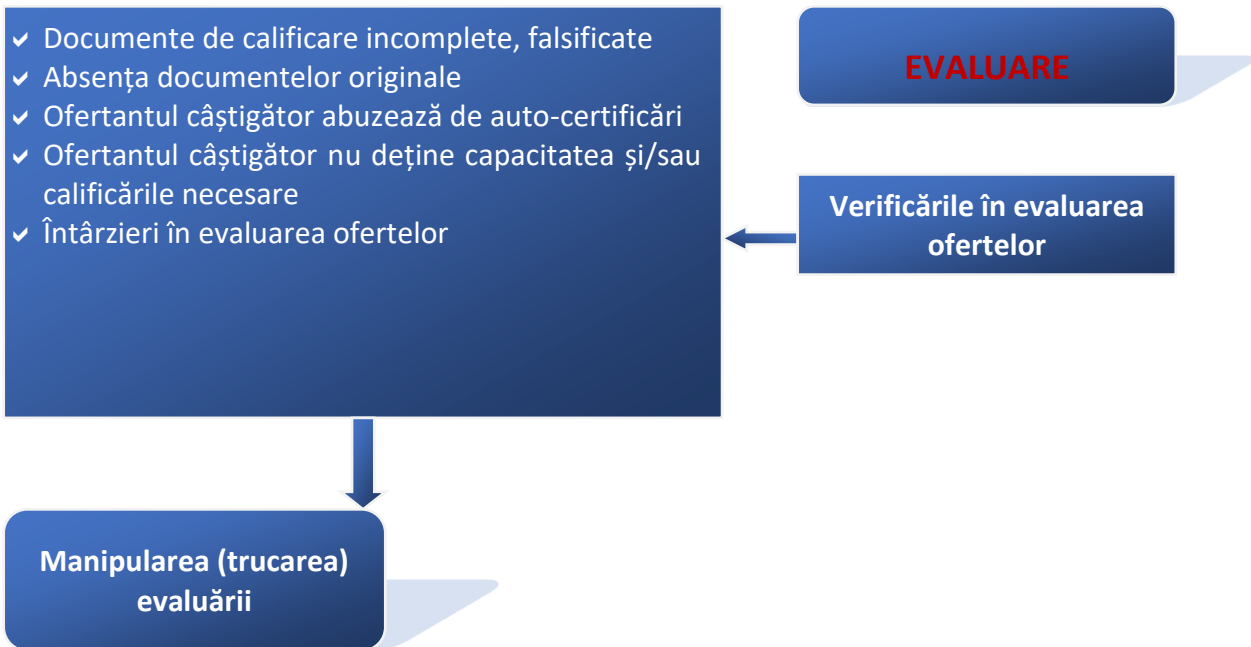 ✓ Documente de calificare incomplete, falsificate
✓ Absența documentelor originale
✓ Ofertantul câștigător abuzează de auto-certificări
✓ Ofertantul câștigător nu deține capacitatea și/sau
calificările necesare
✓ Întârzieri în evaluarea ofertelor
EVALUARE
Verificările în evaluarea
ofertelor
Manipularea (trucarea)
evaluării